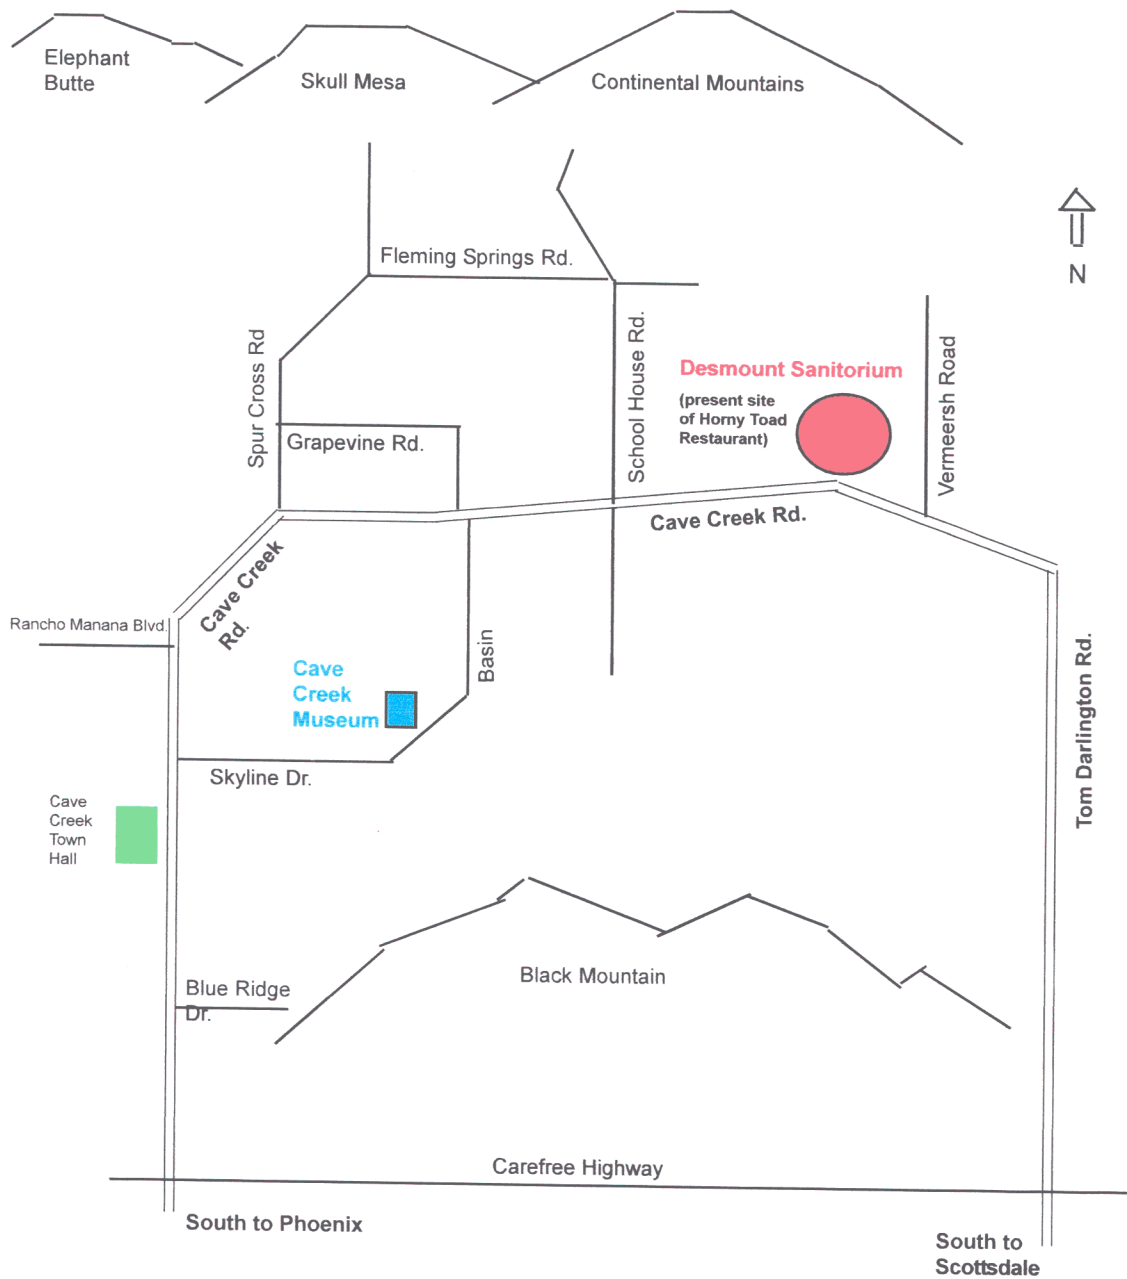 Elephant
Butte
Skull Mesa
Continental Mountains
N
Fleming Springs Rd.
Spur Cross Rd
School House Rd.
Desmount Sanitorium
(present site
of Horny Toad
Restaurant)
Vermeersh Road
Grapevine Rd.
Cave Creek Rd.
Cave Creek
Rd.
Rancho Manana Blvd.
Basin
Cave
Creek
Museum
Tom Darlington Rd.
Skyline Dr.
Cave
Creek
Town
Hall
Black Mountain
Blue Ridge
Dr.
Carefree Highway
South to Phoenix
South to
Scottsdale